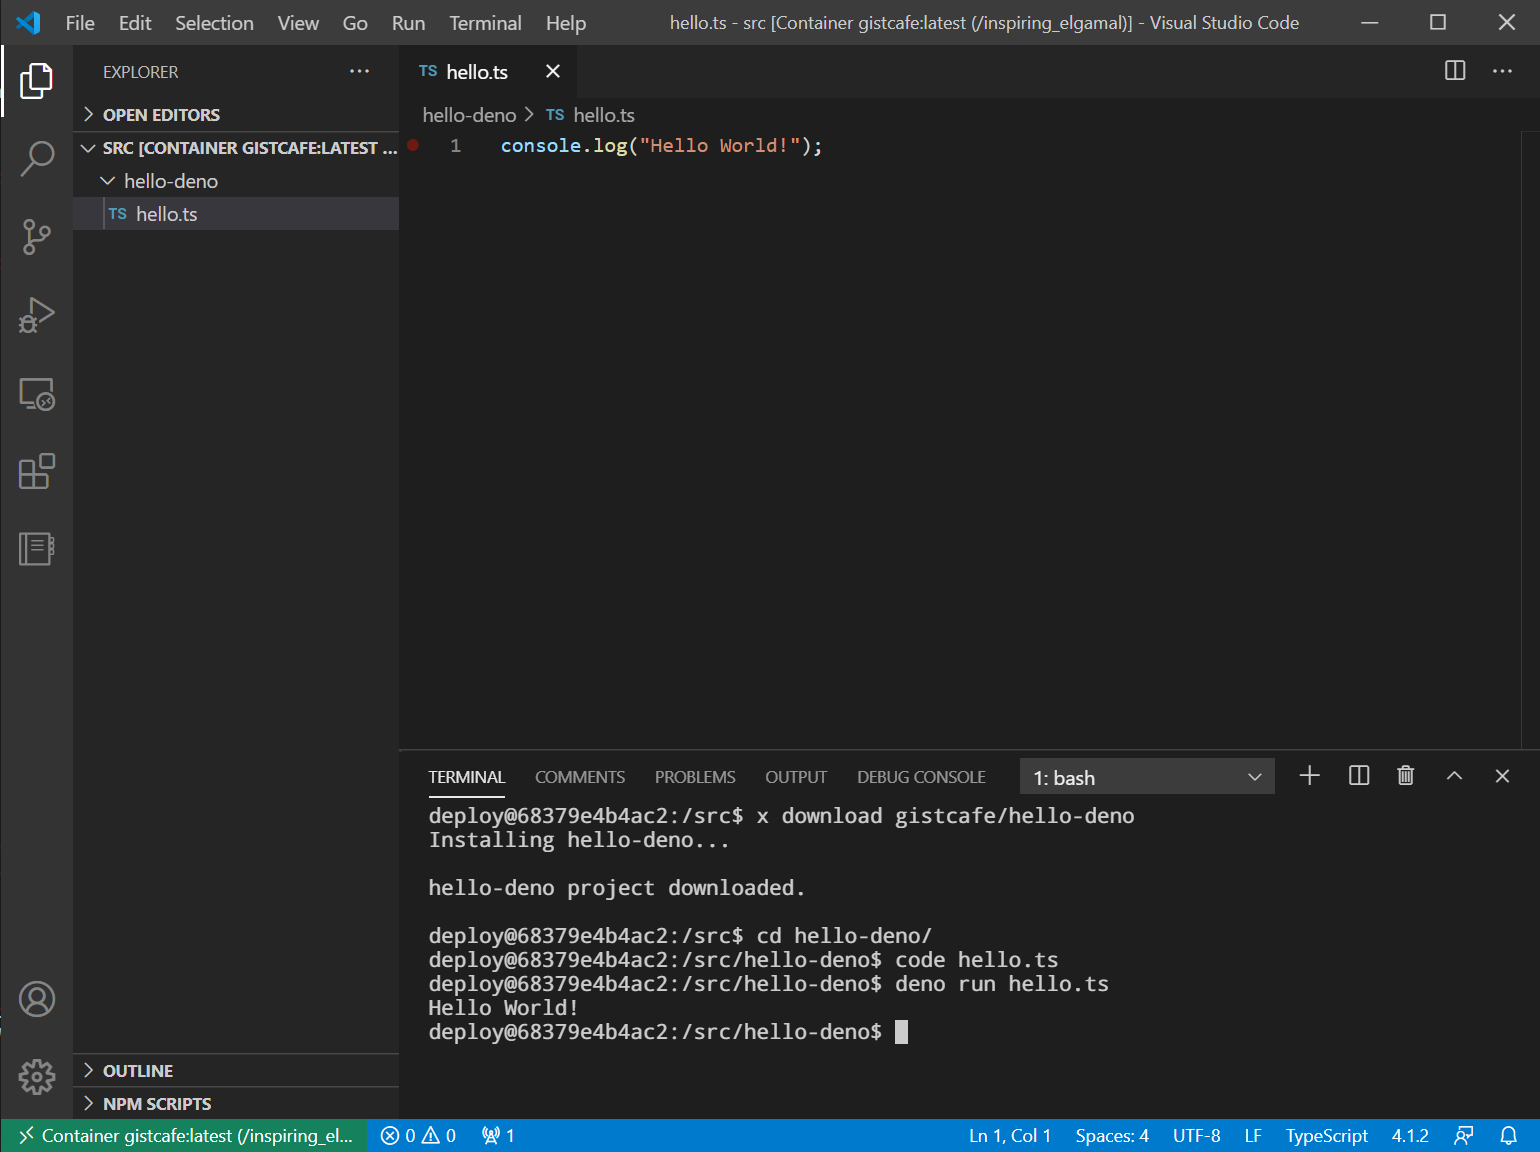 File Edit Selection View Go Run Terminal Help hello.ts - src [Container gistcafe:latest (/inspiring_elgamal)] - Visual Studio Code
EXPLORER
OPEN EDITORS
SRC [CONTAINER GISTCAFE:LATEST ...
hello-deno
TS hello.ts
TS hello.ts
hello-deno > TS hello.ts
1 console.log("Hello World!");
TERMINAL COMMENTS PROBLEMS OUTPUT DEBUG CONSOLE 1: bash
deploy@68379e4b4ac2:/src$ x download gistcafe/hello-deno
Installing hello-deno...
hello-deno project downloaded.
deploy@68379e4b4ac2:/src$ cd hello-deno/
deploy@68379e4b4ac2:/src/hello-deno$ code hello.ts
deploy@68379e4b4ac2:/src/hello-deno$ deno run hello.ts
Hello World!
deploy@68379e4b4ac2:/src/hello-deno$
OUTLINE
NPM SCRIPTS
Container gistcafe:latest (/inspiring_el... 0 0 1 Ln 1, Col 1 Spaces: 4 UTF-8 LF TypeScript 4.1.2